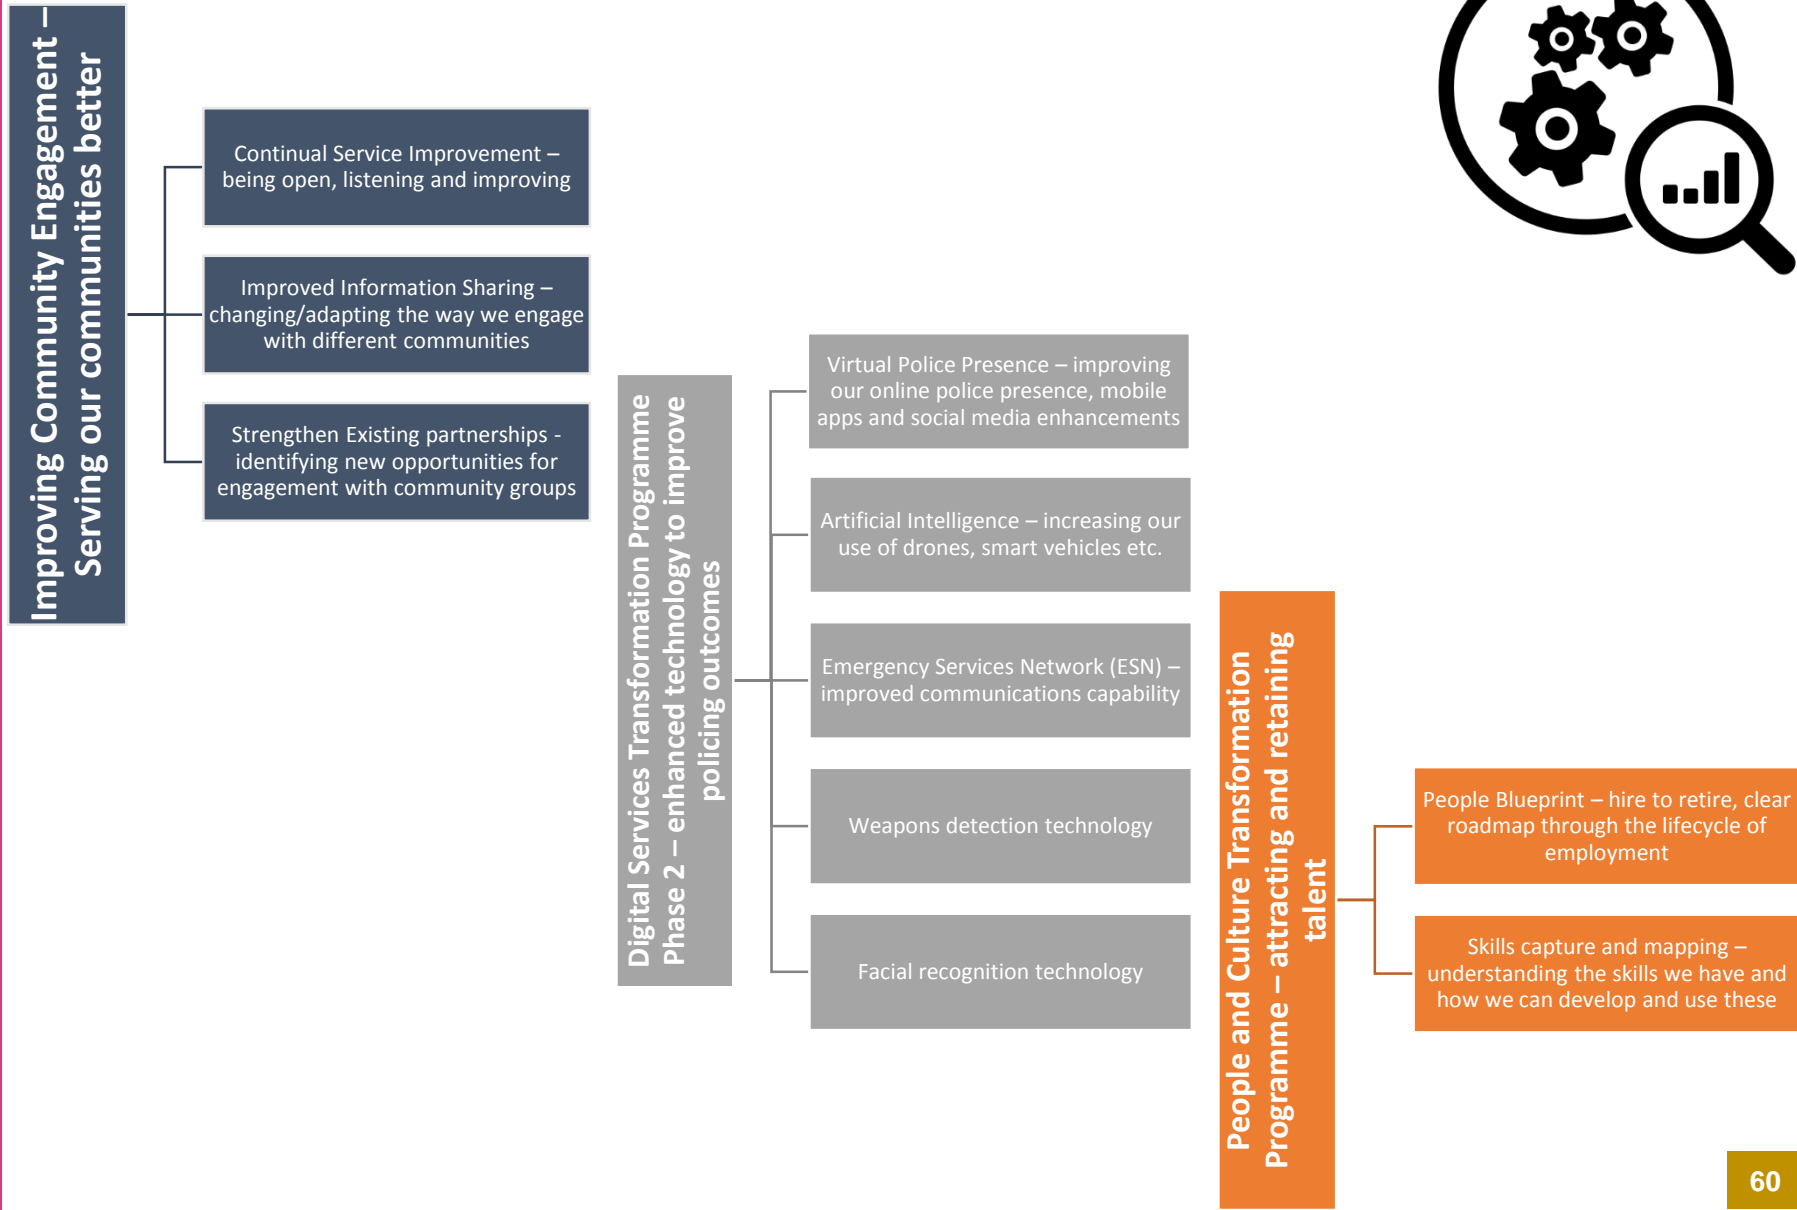 Improving Community Engagement –
Serving our communities better
Continual Service Improvement –
being open, listening and improving
Improved Information Sharing –
changing/adapting the way we engage
with different communities
Strengthen Existing partnerships -
identifying new opportunities for
engagement with community groups
Digital Services Transformation Programme
Phase 2 – enhanced technology to improve
policing outcomes
Virtual Police Presence – improving
our online police presence, mobile
apps and social media enhancements
Artificial Intelligence – increasing our
use of drones, smart vehicles etc.
Emergency Services Network (ESN) –
improved communications capability
Weapons detection technology
Facial recognition technology
People and Culture Transformation
Programme – attracting and retaining
talent
People Blueprint – hire to retire, clear
roadmap through the lifecycle of
employment
Skills capture and mapping –
understanding the skills we have and
how we can develop and use these
60